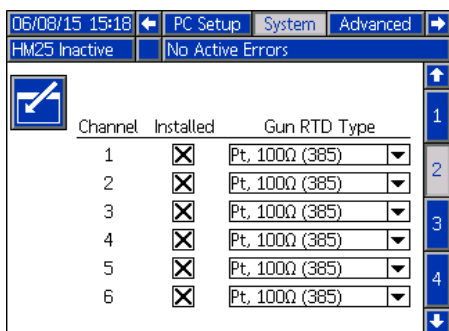 06/08/15 15:18 PC Setup System Advanced
HM25 Inactive No Active Errors
Channel Installed Gun RTD Type
1 Pt, 100Ω (385)
2 Pt, 100Ω (385)
3 Pt, 100Ω (385)
4 Pt, 100Ω (385)
5 Pt, 100Ω (385)
6 Pt, 100Ω (385)
1
2
3
4